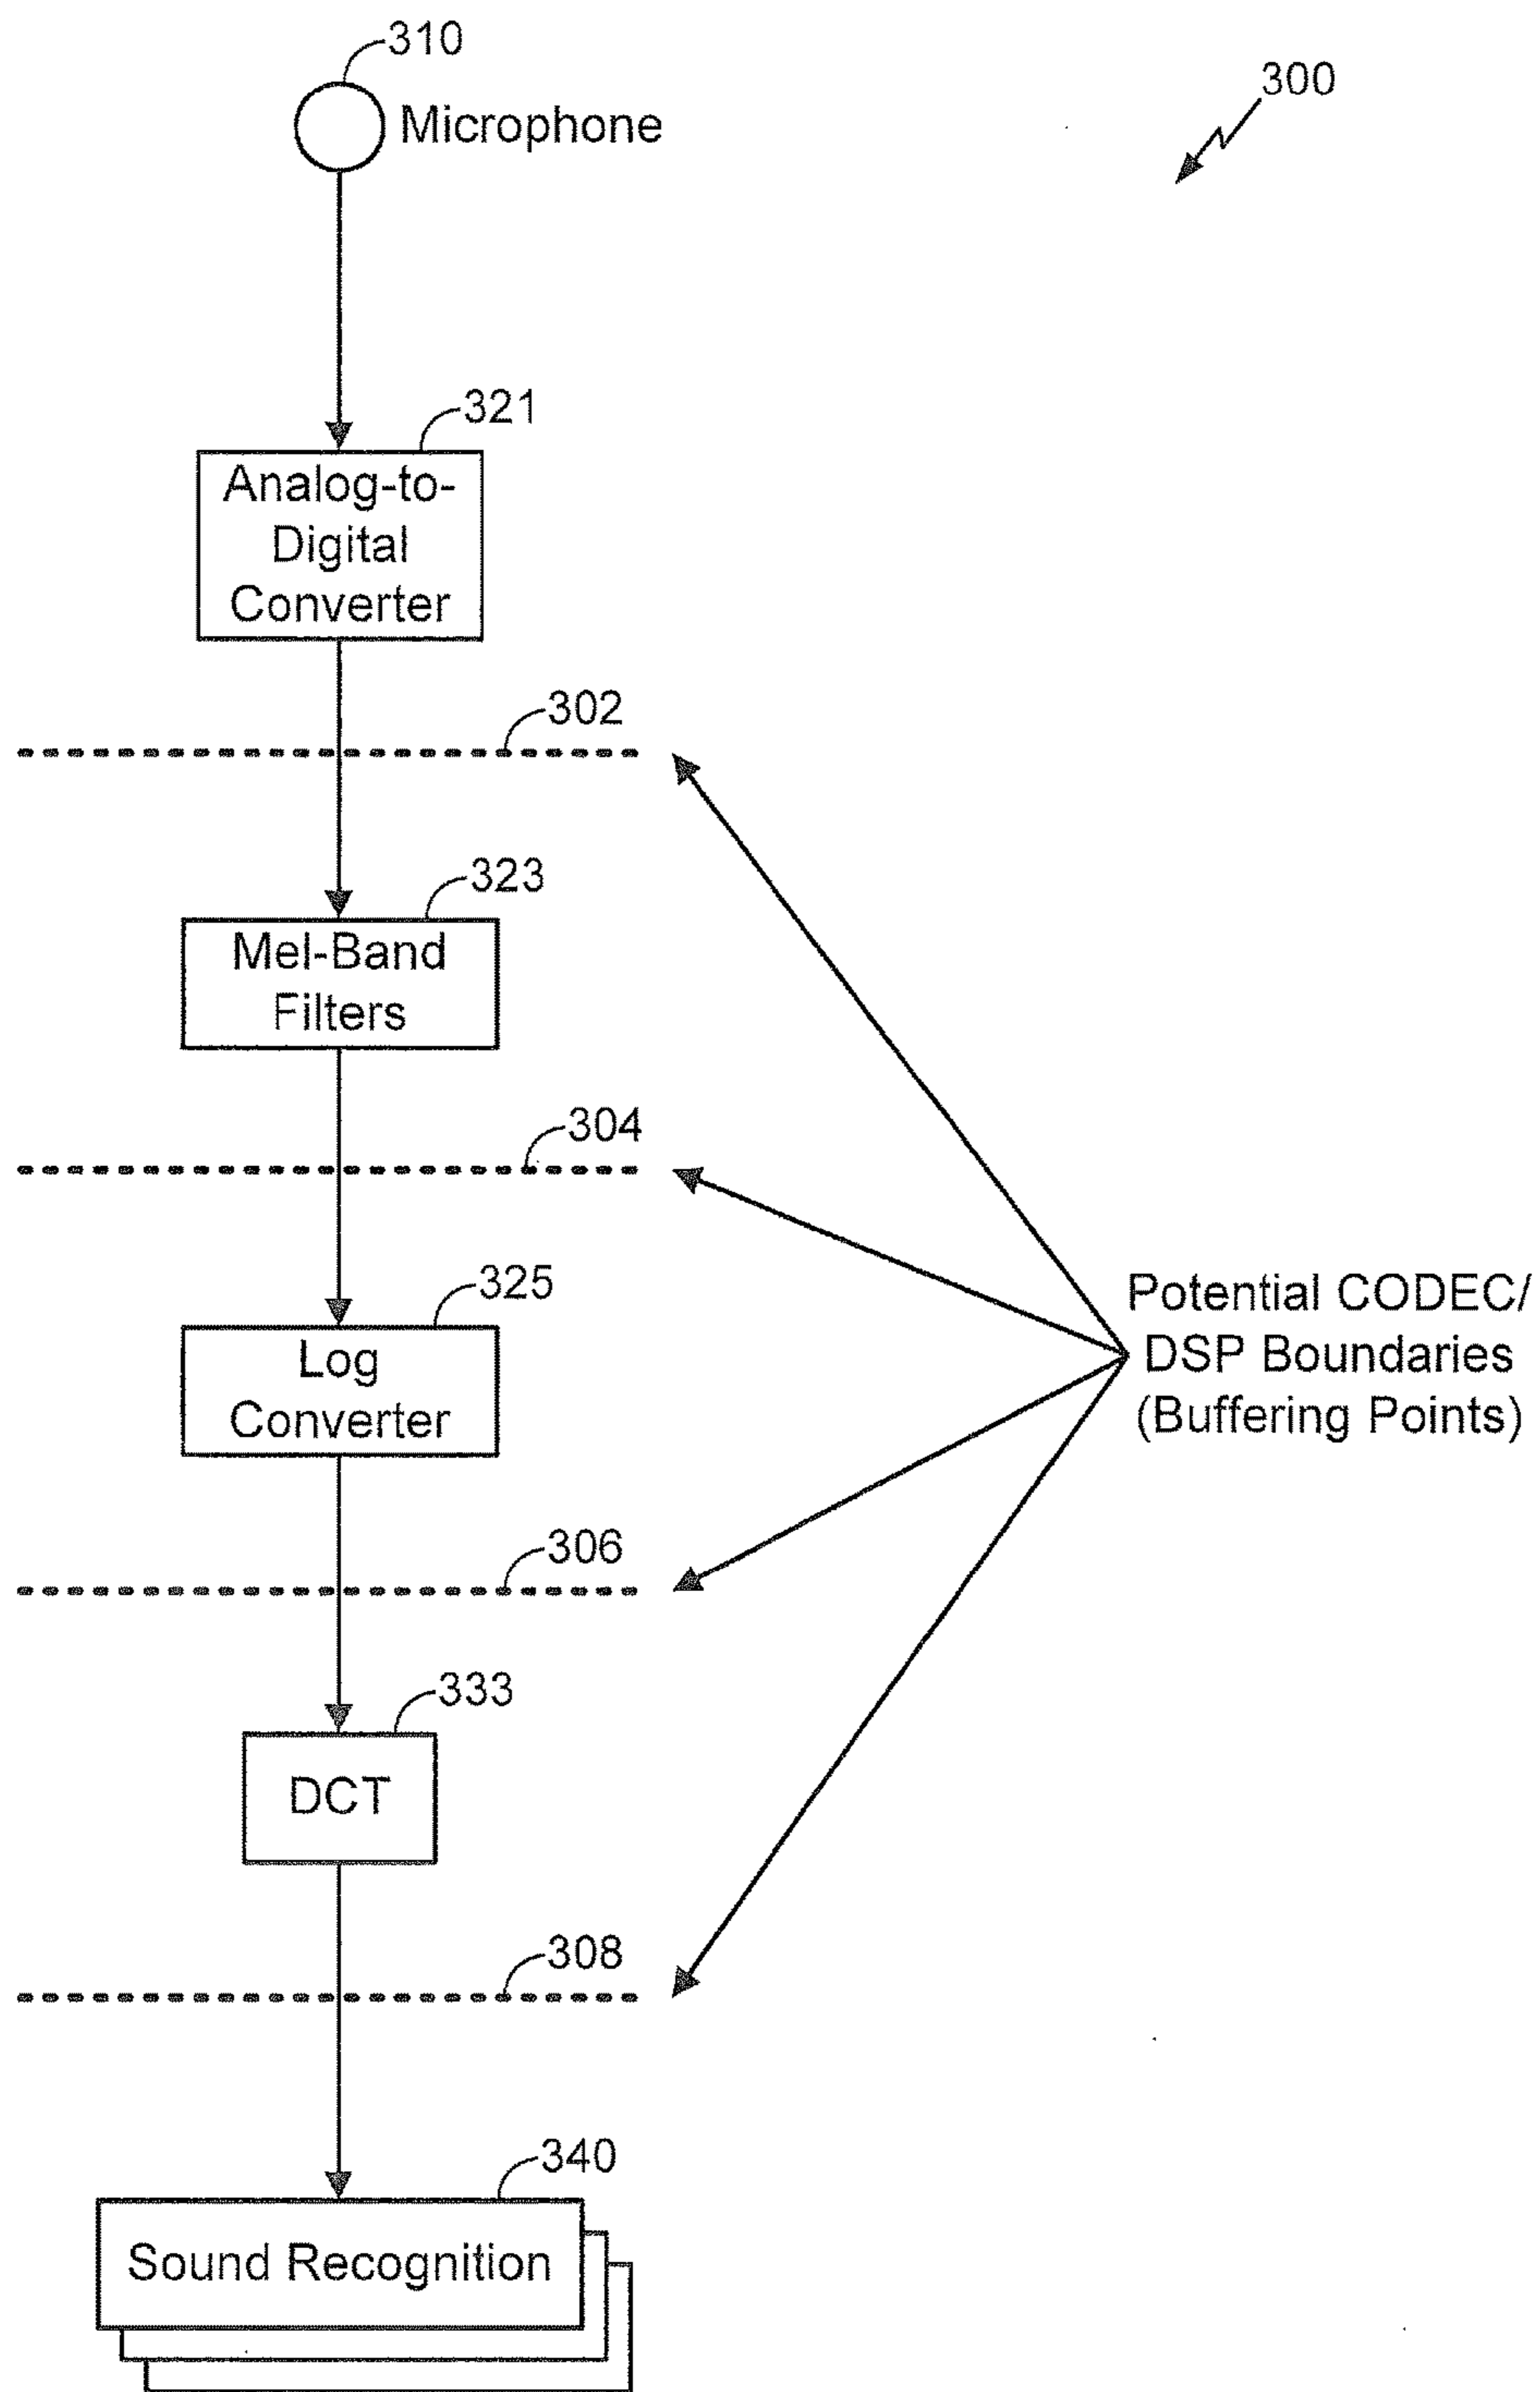 310
Microphone
300
321
Analog-to-
Digital
Converter
302
323
Mel-Band
Filters
304
325
Log
Converter
Potential CODEC/
DSP Boundaries
(Buffering Points)
306
333
DCT
308
340
Sound Recognition